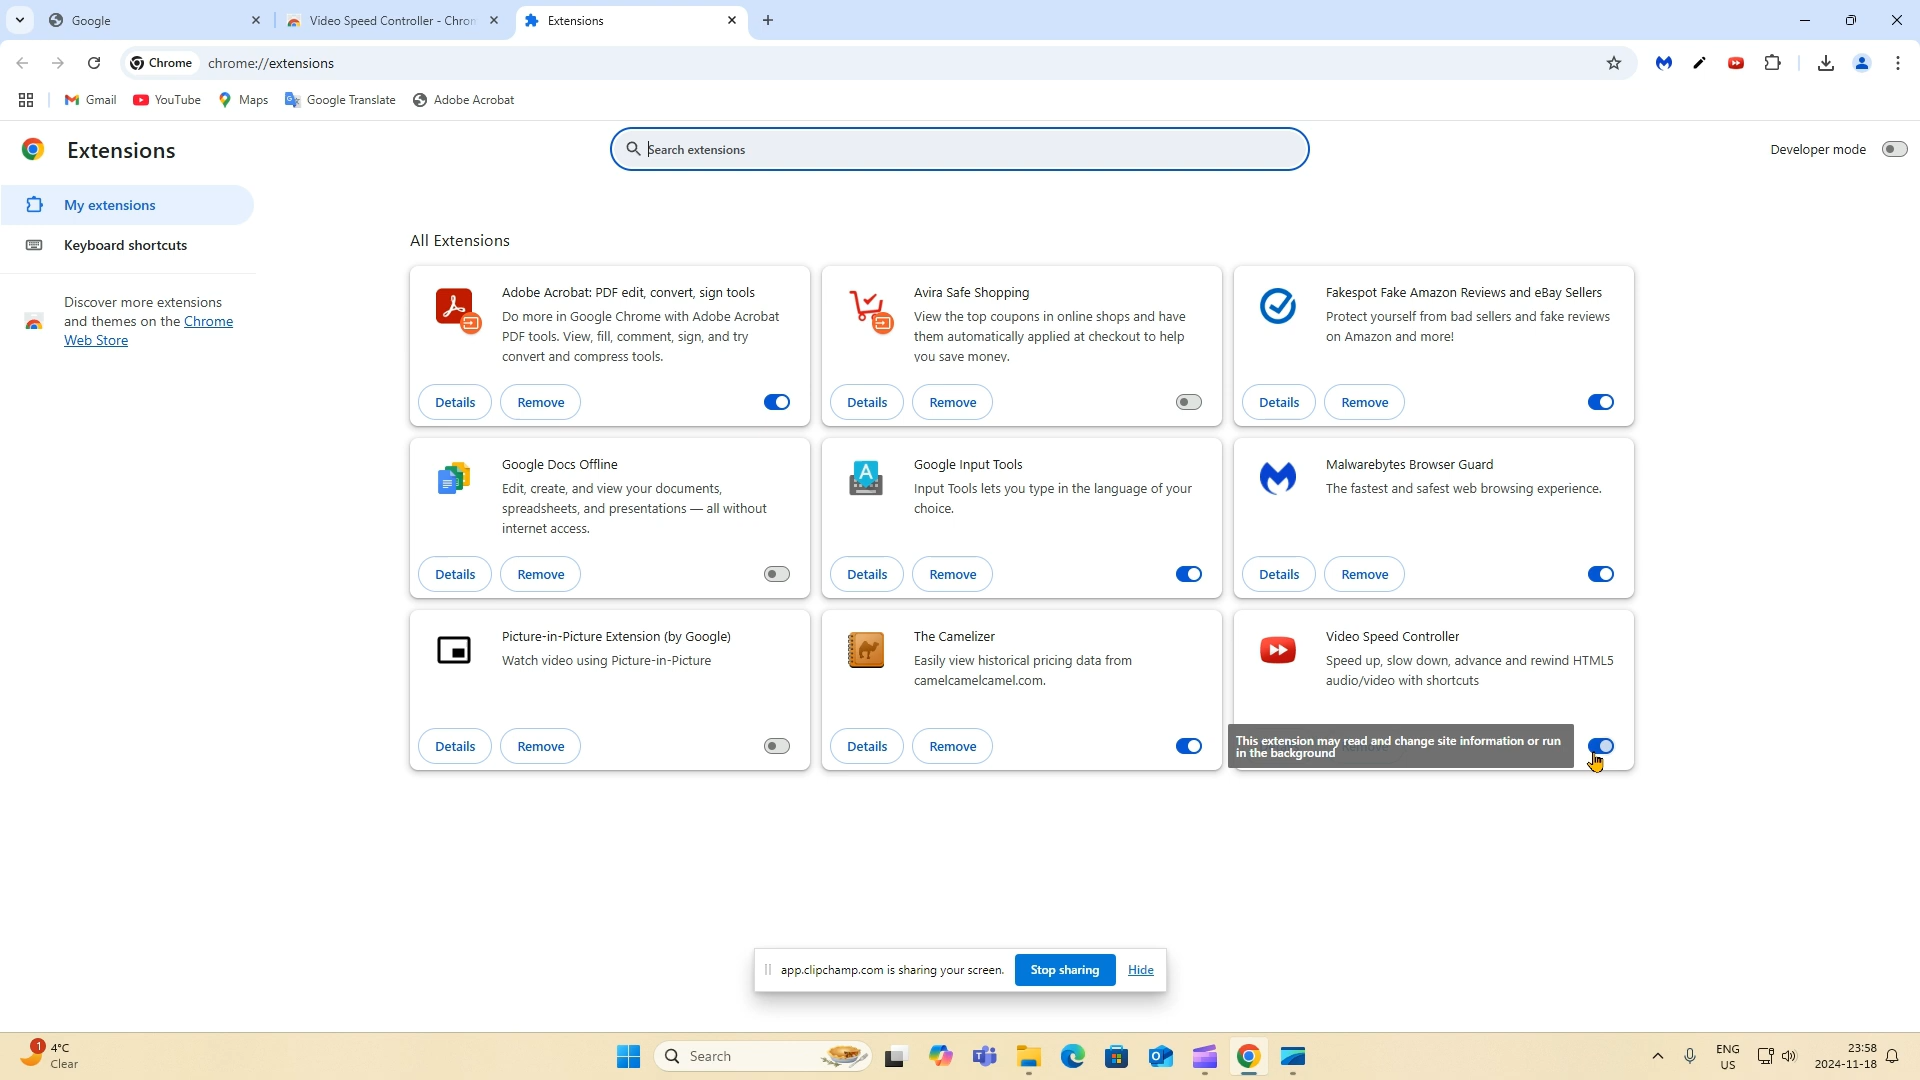 Google
Video Speed Controller - Chron
Extensions
Chrome
chrome://extensions
Gmail
YouTube
Maps
Google Translate
Adobe Acrobat
Extensions
Search extensions
Developer mode
My extensions
Keyboard shortcuts
Discover more extensions
and themes on the Chrome
Web Store
All Extensions
Adobe Acrobat: PDF edit, convert, sign tools
Do more in Google Chrome with Adobe Acrobat
PDF tools. View, fill, comment, sign, and try
convert and compress tools.
Details
Remove
Avira Safe Shopping
View the top coupons in online shops and have
them automatically applied at checkout to help
you save money.
Details
Remove
Fakespot Fake Amazon Reviews and eBay Sellers
Protect yourself from bad sellers and fake reviews
on Amazon and more!
Details
Remove
Google Docs Offline
Edit, create, and view your documents,
spreadsheets, and presentations — all without
internet access.
Details
Remove
Google Input Tools
Input Tools lets you type in the language of your
choice.
Details
Remove
Malwarebytes Browser Guard
The fastest and safest web browsing experience.
Details
Remove
Picture-in-Picture Extension (by Google)
Watch video using Picture-in-Picture
Details
Remove
The Camelizer
Easily view historical pricing data from
camelcamelcamel.com.
Details
Remove
Video Speed Controller
Speed up, slow down, advance and rewind HTML5
audio/video with shortcuts
This extension may read and change site information or run
in the background
app.clipchamp.com is sharing your screen.
Stop sharing
Hide
1
4°C
Clear
Search
ENG
US
23:58
2024-11-18